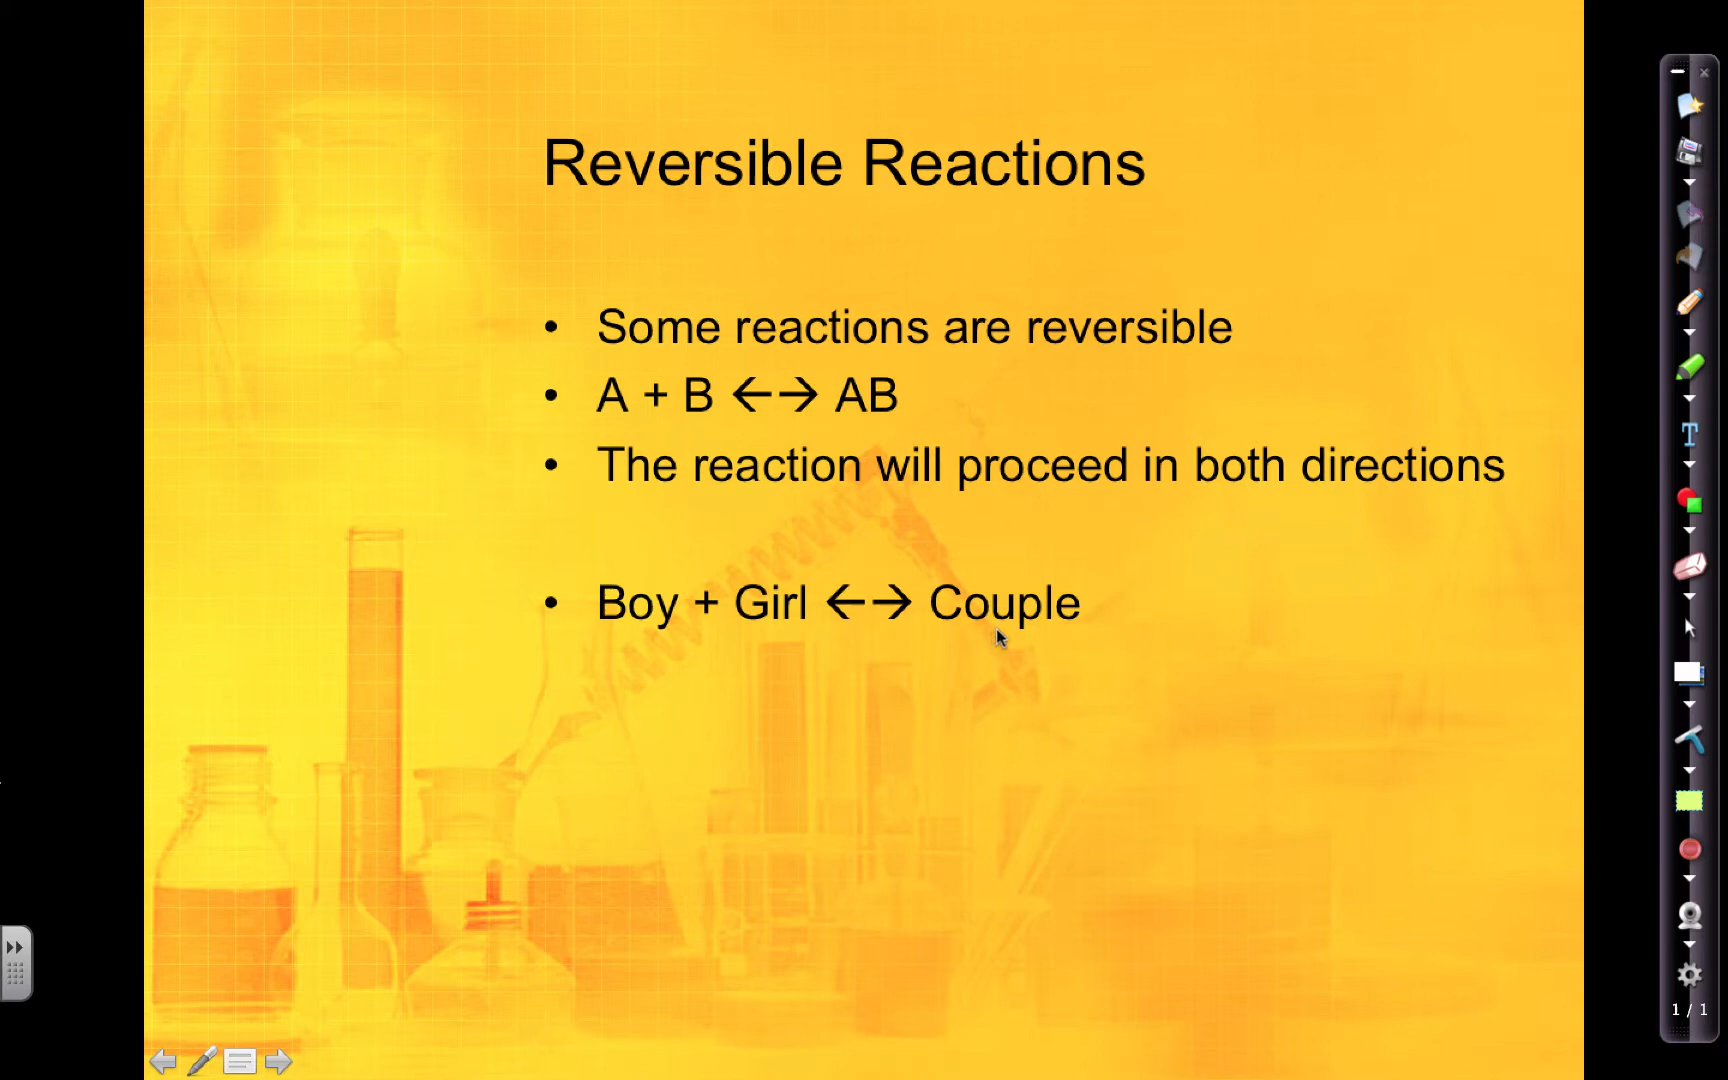 Reversible Reactions
• Some reactions are reversible
• A + B ←→ AB
• The reaction will proceed in both directions
• Boy + Girl ←→ Couple
T
1 / 1